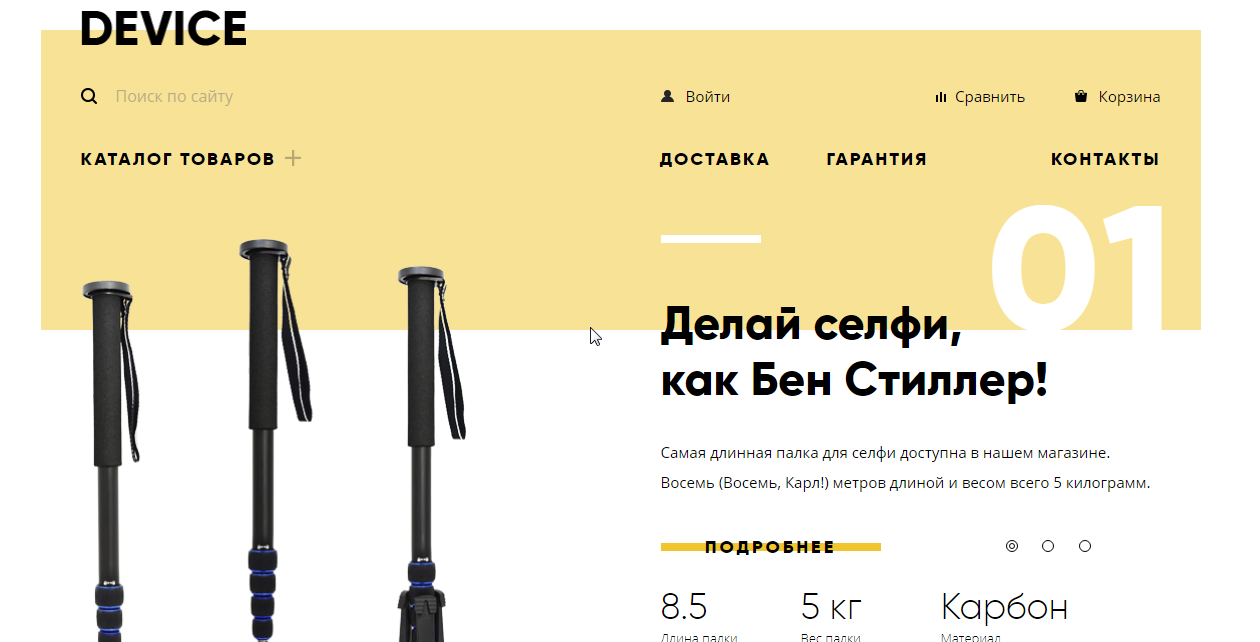 DEVICE
Поиск по сайту
Войти
Сравнить
Корзина
КАТАЛОГ ТОВАРОВ
ДОСТАВКА
ГАРАНТИЯ
КОНТАКТЫ
01
Делай селфи,
как Бен Стиллер!
Самая длинная палка для селфи доступна в нашем магазине.
Восемь (Восемь, Карл!) метров длиной и весом всего 5 килограмм.
ПОДРОБНЕЕ
8.5
5 кг
Карбон
Длина палки
Вес палки
Материал